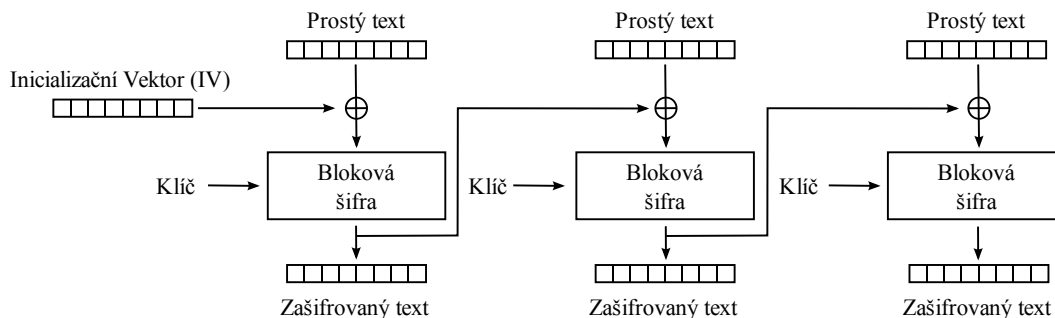 Prostý text
Prostý text
Prostý text
Inicializační Vektor (IV)
Klíč
Bloková
šifra
Klíč
Bloková
šifra
Klíč
Bloková
šifra
Zašifrovaný text
Zašifrovaný text
Zašifrovaný text